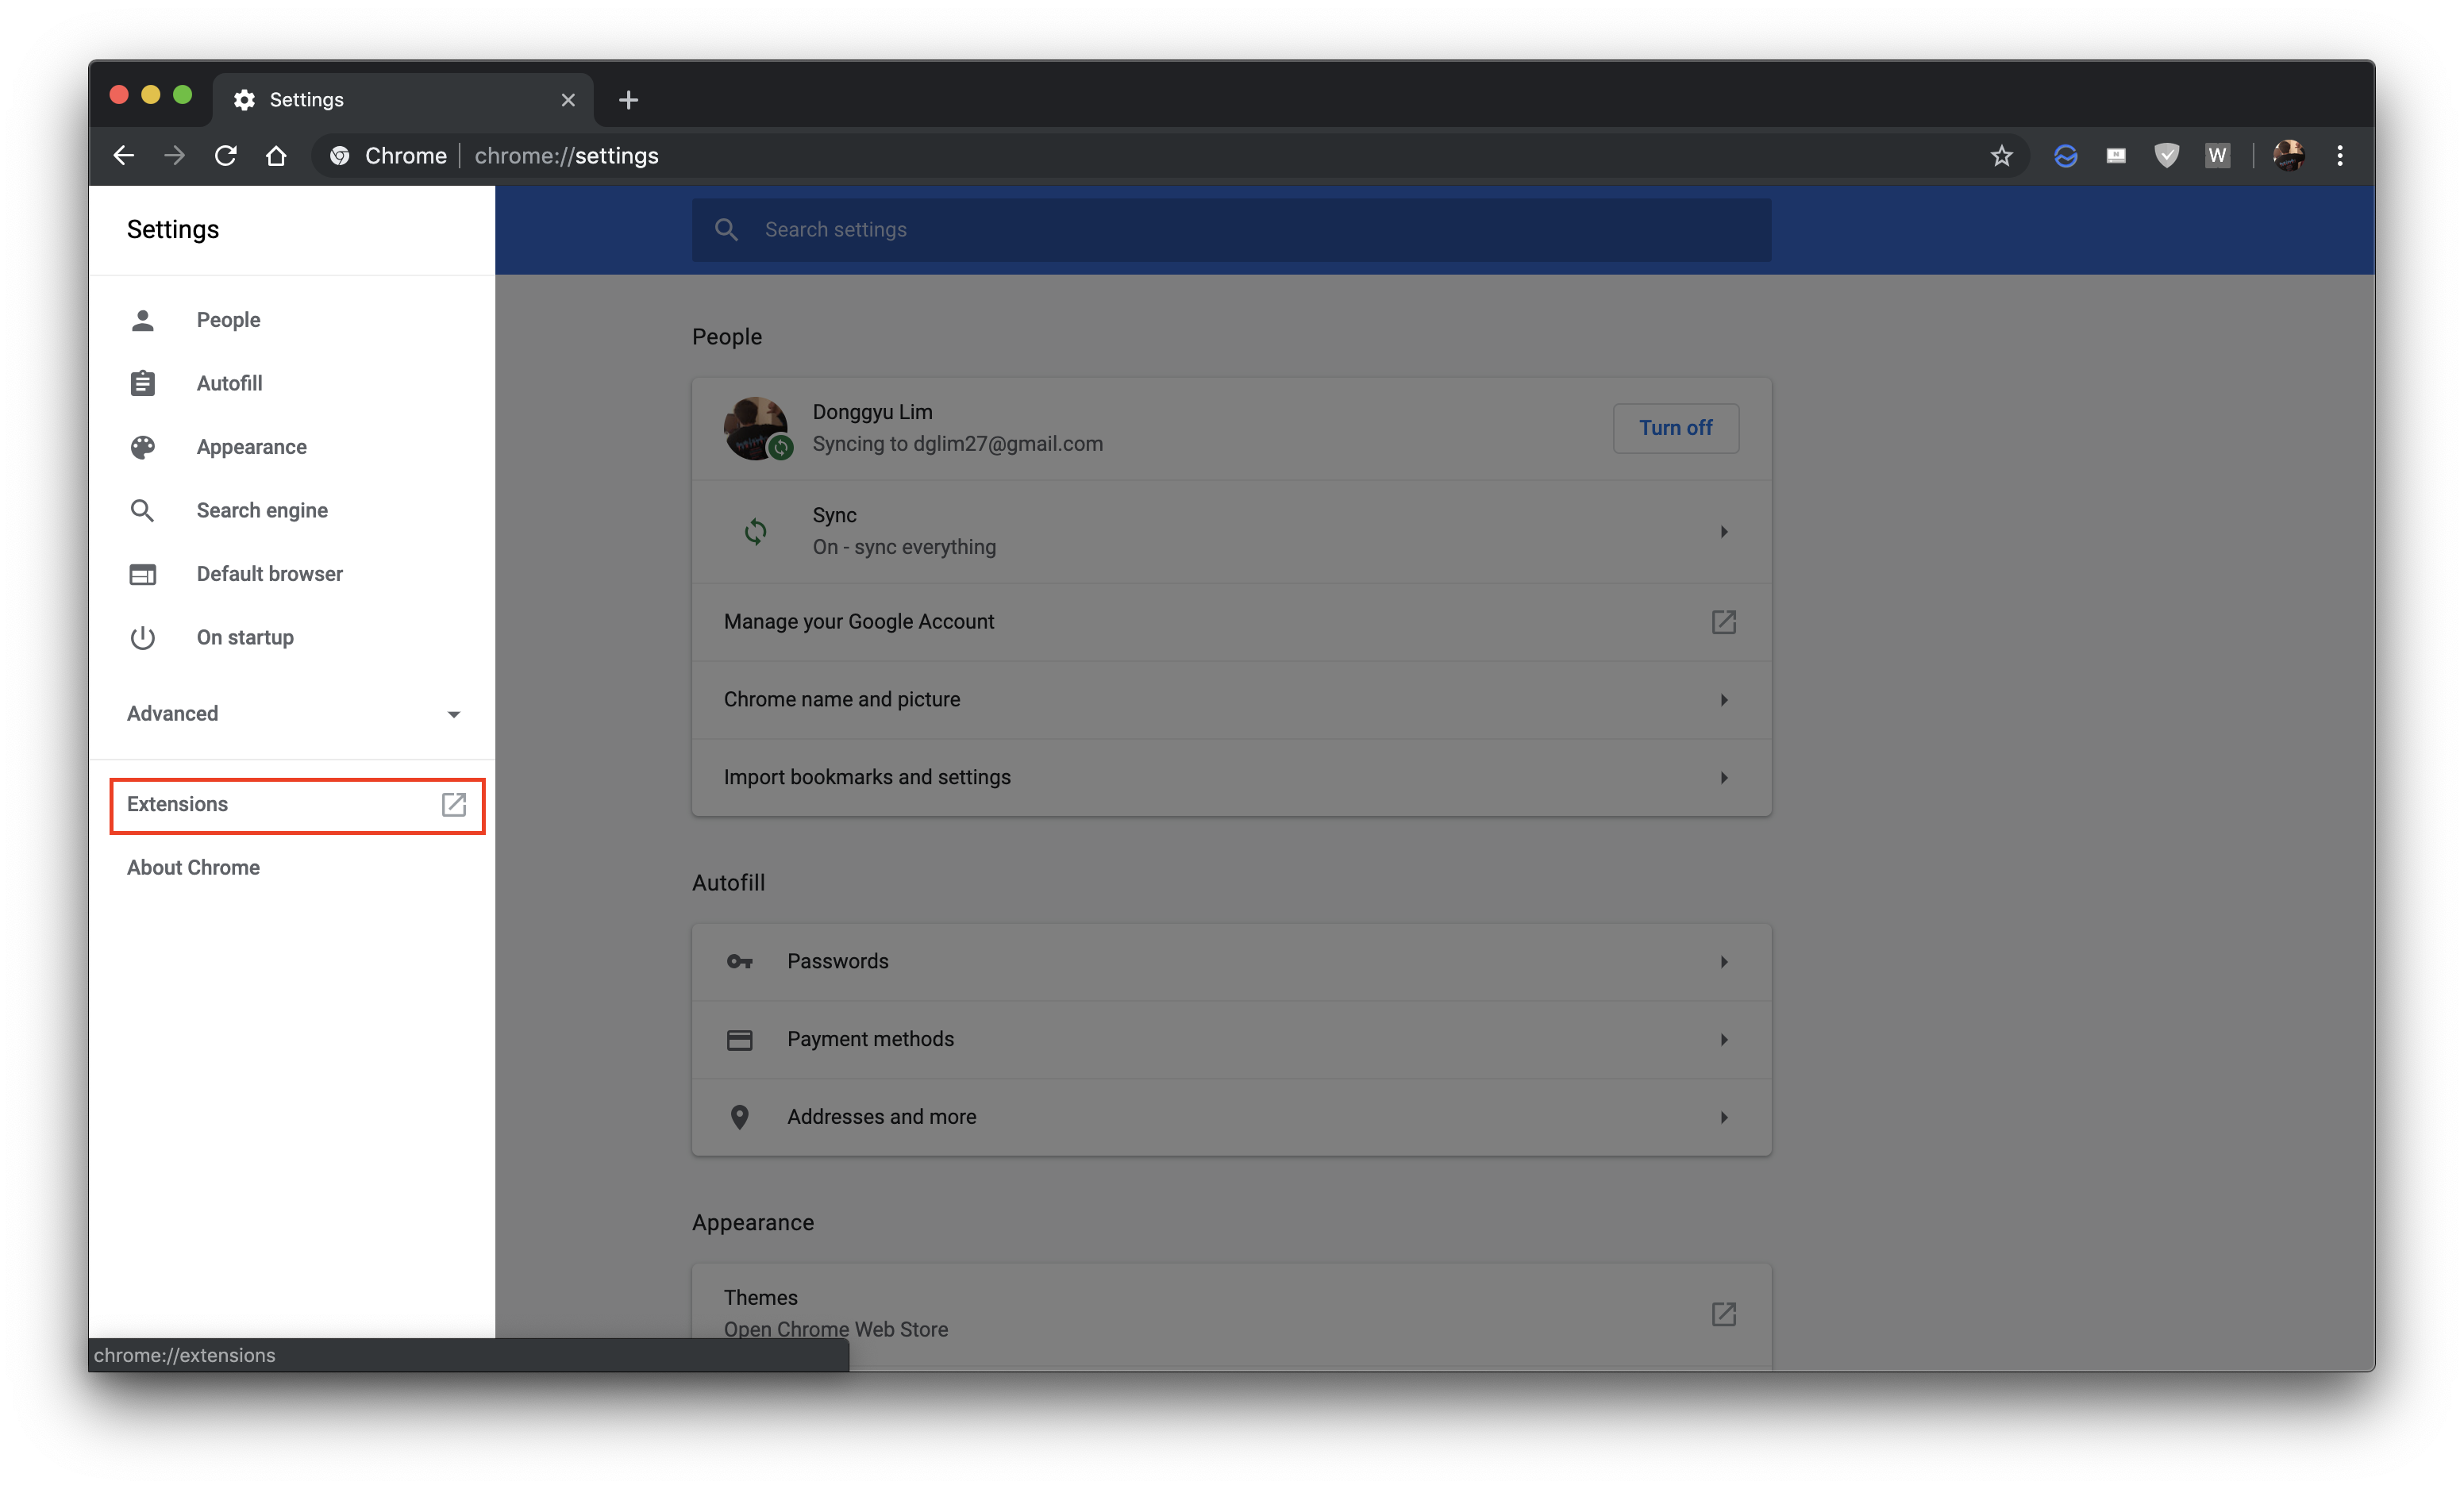 Settings
Chrome | chrome://settings
W
Settings
Search settings
People
Autofill
Appearance
Search engine
Default browser
On startup
Advanced
Extensions
About Chrome
People
Donggyu Lim
Syncing to dglim27@gmail.com
Turn off
Sync
On - sync everything
Manage your Google Account
Chrome name and picture
Import bookmarks and settings
Autofill
Passwords
Payment methods
Addresses and more
Appearance
Themes
Open Chrome Web Store
chrome://extensions